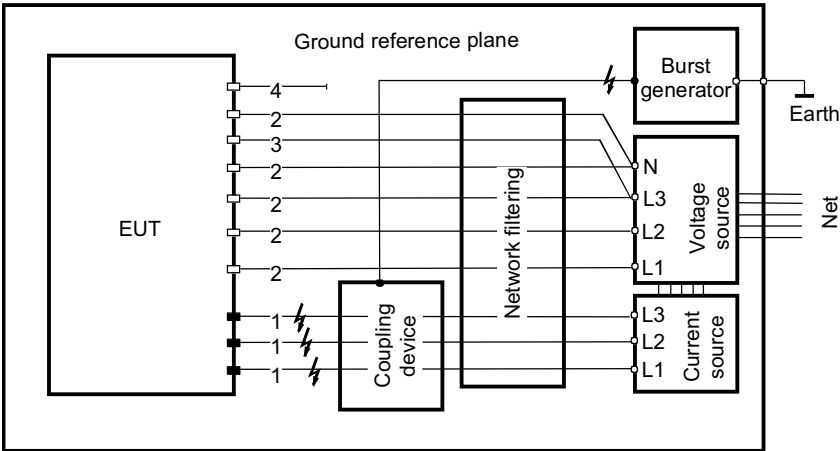 Ground reference plane
Burst
generator
Earth
EUT
4
2
3
2
2
2
2
1
1
1
Coupling
device
Network filtering
N
L3
L2
L1
Voltage
source
Net
L3
L2
L1
Current
source